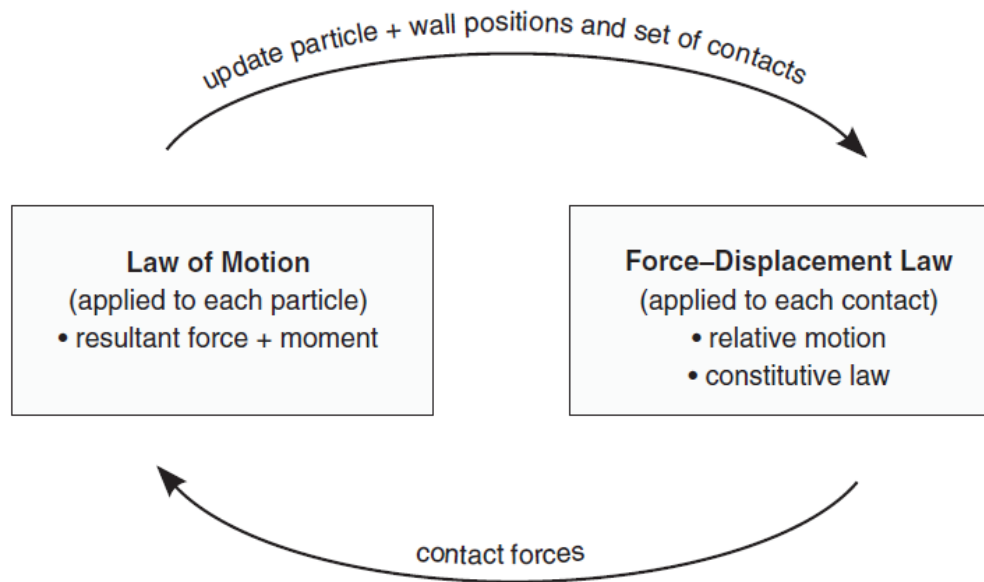 update particle + wall positions and set of contacts
Law of Motion
(applied to each particle)
• resultant force + moment
Force–Displacement Law
(applied to each contact)
• relative motion
• constitutive law
contact forces